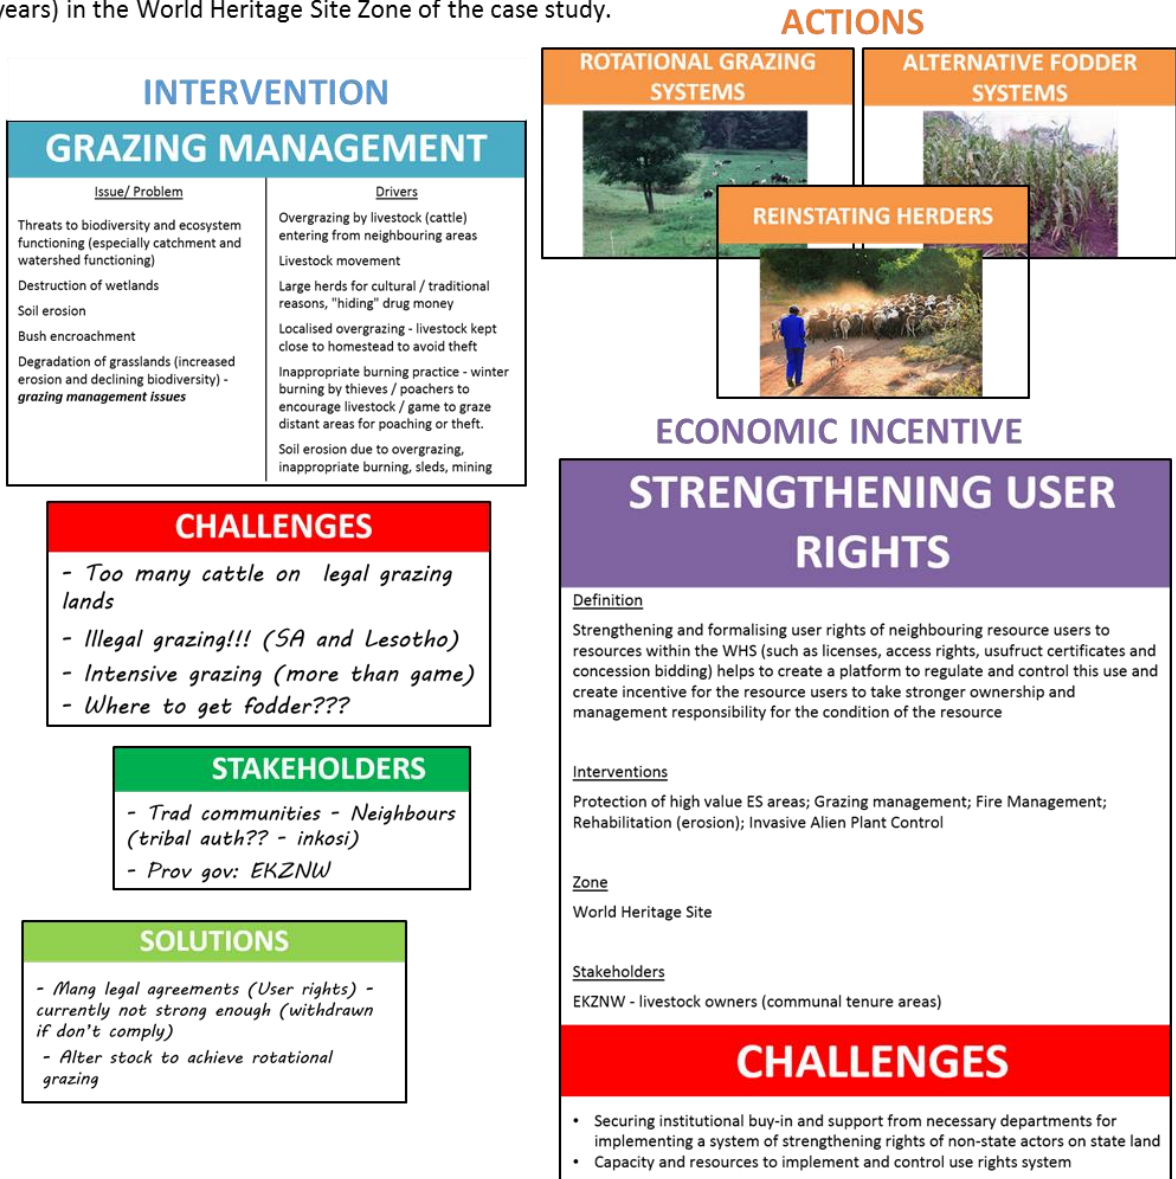 years) in the World Heritage Site Zone of the case study.
INTERVENTION
GRAZING MANAGEMENT
Issue/ Problem
Threats to biodiversity and ecosystem
functioning (especially catchment and
watershed functioning)
Destruction of wetlands
Soil erosion
Bush encroachment
Degradation of grasslands (increased
erosion and declining biodiversity) -
grazing management issues
Drivers
Overgrazing by livestock (cattle)
entering from neighbouring areas
Livestock movement
Large herds for cultural / traditional
reasons, "hiding" drug money
Localised overgrazing - livestock kept
close to homestead to avoid theft
Inappropriate burning practice - winter
burning by thieves / poachers to
encourage livestock / game to graze
distant areas for poaching or theft.
Soil erosion due to overgrazing,
inappropriate burning, sleds, mining
CHALLENGES
- Too many cattle on legal grazing
lands
- Illegal grazing!!! (SA and Lesotho)
- Intensive grazing (more than game)
- Where to get fodder???
STAKEHOLDERS
- Trad communities - Neighbours
(tribal auth?? - inkosi)
- Prov gov: EKZNW
SOLUTIONS
- Mang legal agreements (User rights) -
currently not strong enough (withdrawn
if don't comply)
- Alter stock to achieve rotational
grazing
ACTIONS
ROTATIONAL GRAZING
SYSTEMS
ALTERNATIVE FODDER
SYSTEMS
REINSTATING HERDERS
ECONOMIC INCENTIVE
STRENGTHENING USER
RIGHTS
Definition
Strengthening and formalising user rights of neighbouring resource users to
resources within the WHS (such as licenses, access rights, usufruct certificates and
concession bidding) helps to create a platform to regulate and control this use and
create incentive for the resource users to take stronger ownership and
management responsibility for the condition of the resource
Interventions
Protection of high value ES areas; Grazing management; Fire Management;
Rehabilitation (erosion); Invasive Alien Plant Control
Zone
World Heritage Site
Stakeholders
EKZNW - livestock owners (communal tenure areas)
CHALLENGES
• Securing institutional buy-in and support from necessary departments for
implementing a system of strengthening rights of non-state actors on state land
• Capacity and resources to implement and control use rights system